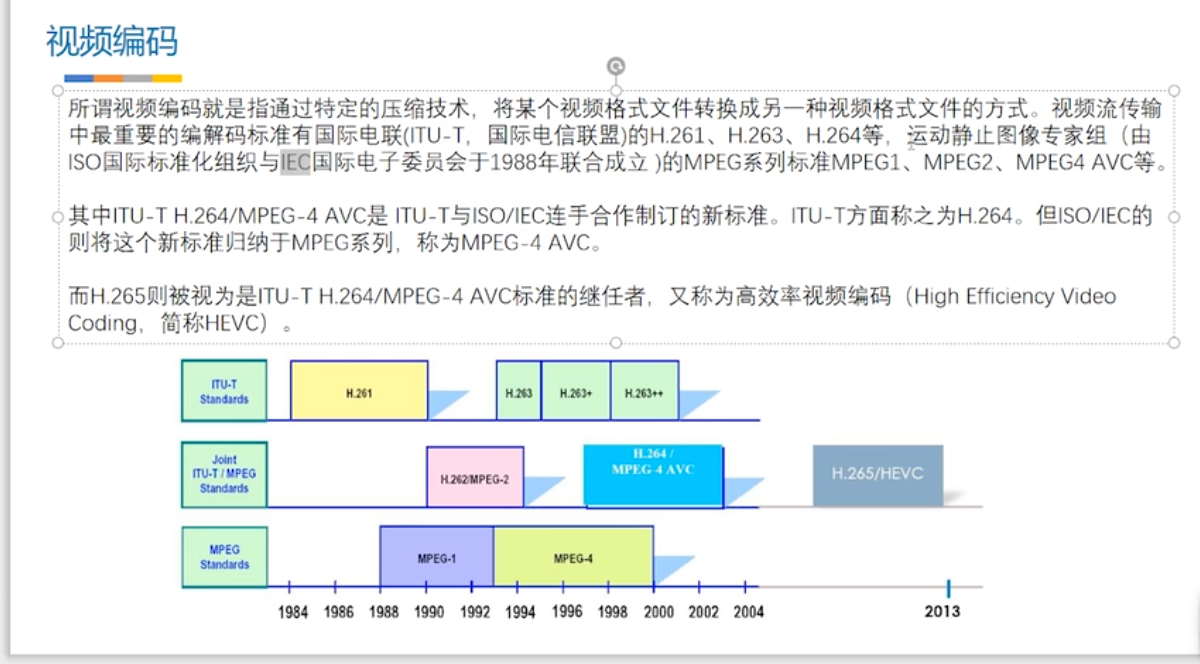 视频编码
所谓视频编码就是指通过特定的压缩技术，将某个视频格式文件转换成另一种视频格式文件的方式。视频流传输
中最重要的编解码标准有国际电联(ITU-T，国际电信联盟)的H.261、H.263、H.264等，运动静止图像专家组（由
ISO国际标准化组织与IEC国际电子委员会于1988年联合成立 )的MPEG系列标准MPEG1、MPEG2、MPEG4 AVC等。
其中ITU-T H.264/MPEG-4 AVC是 ITU-T与ISO/IEC连手合作制订的新标准。ITU-T方面称之为H.264。但ISO/IEC的
则将这个新标准归纳于MPEG系列，称为MPEG-4 AVC。
而H.265则被视为是ITU-T H.264/MPEG-4 AVC标准的继任者，又称为高效率视频编码（High Efficiency Video
Coding，简称HEVC）。
ITU-T
Standards
H.261
H.263
H.263+
H.263++
Joint
ITU-T / MPEG
Standards
H.262/MPEG-2
H.264 /
MPEG-4 AVC
H.265/HEVC
MPEG
Standards
MPEG-1
MPEG-4
1984 1986 1988 1990 1992 1994 1996 1998 2000 2002 2004 2013